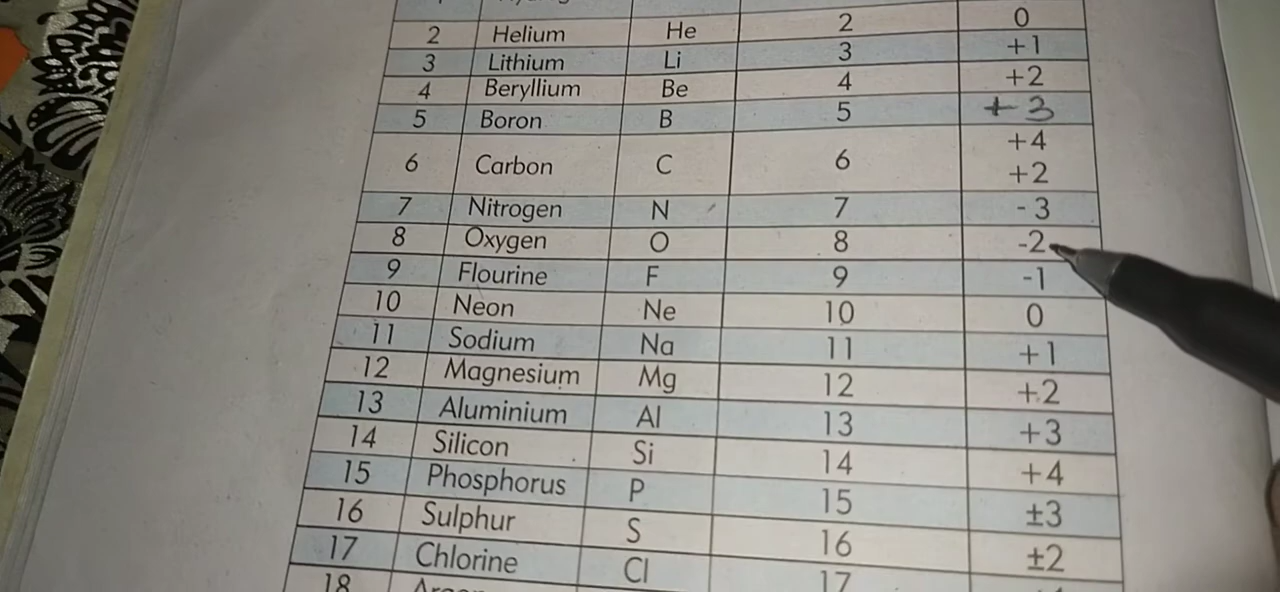 2 Helium He 2 0
3 Lithium Li 3 +1
4 Beryllium Be 4 +2
5 Boron B 5 + 3
6 Carbon C 6 +4
+2
7 Nitrogen N 7 - 3
8 Oxygen O 8 -2
9 Flourine F 9 -1
10 Neon Ne 10 0
11 Sodium Na 11 +1
12 Magnesium Mg 12 +2
13 Aluminium Al 13 +3
14 Silicon Si 14 +4
15 Phosphorus P 15 ±3
16 Sulphur S 16 ±2
17 Chlorine Cl 17
18